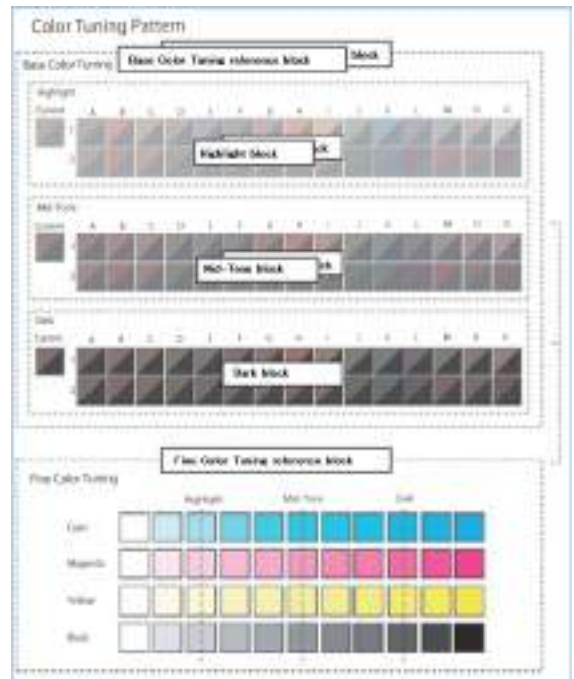 Color Tuning Pattern
block
Base Color Tuning reference block
Base Color Tuning
Highlight
Current A B C D E F G H I J K L M N O
1
Highlight block
2
Mid-Tone
Current A B C D E F G H I J K L M N O
Mid-Tone block
Dark
Current A B C D E F G H I J K L M N O
1
Dark block
2
Fine Color Tuning reference block
Fine Color Tuning
Highlight Mid-Tone Dark
Cyan
Magenta
Yellow
Black